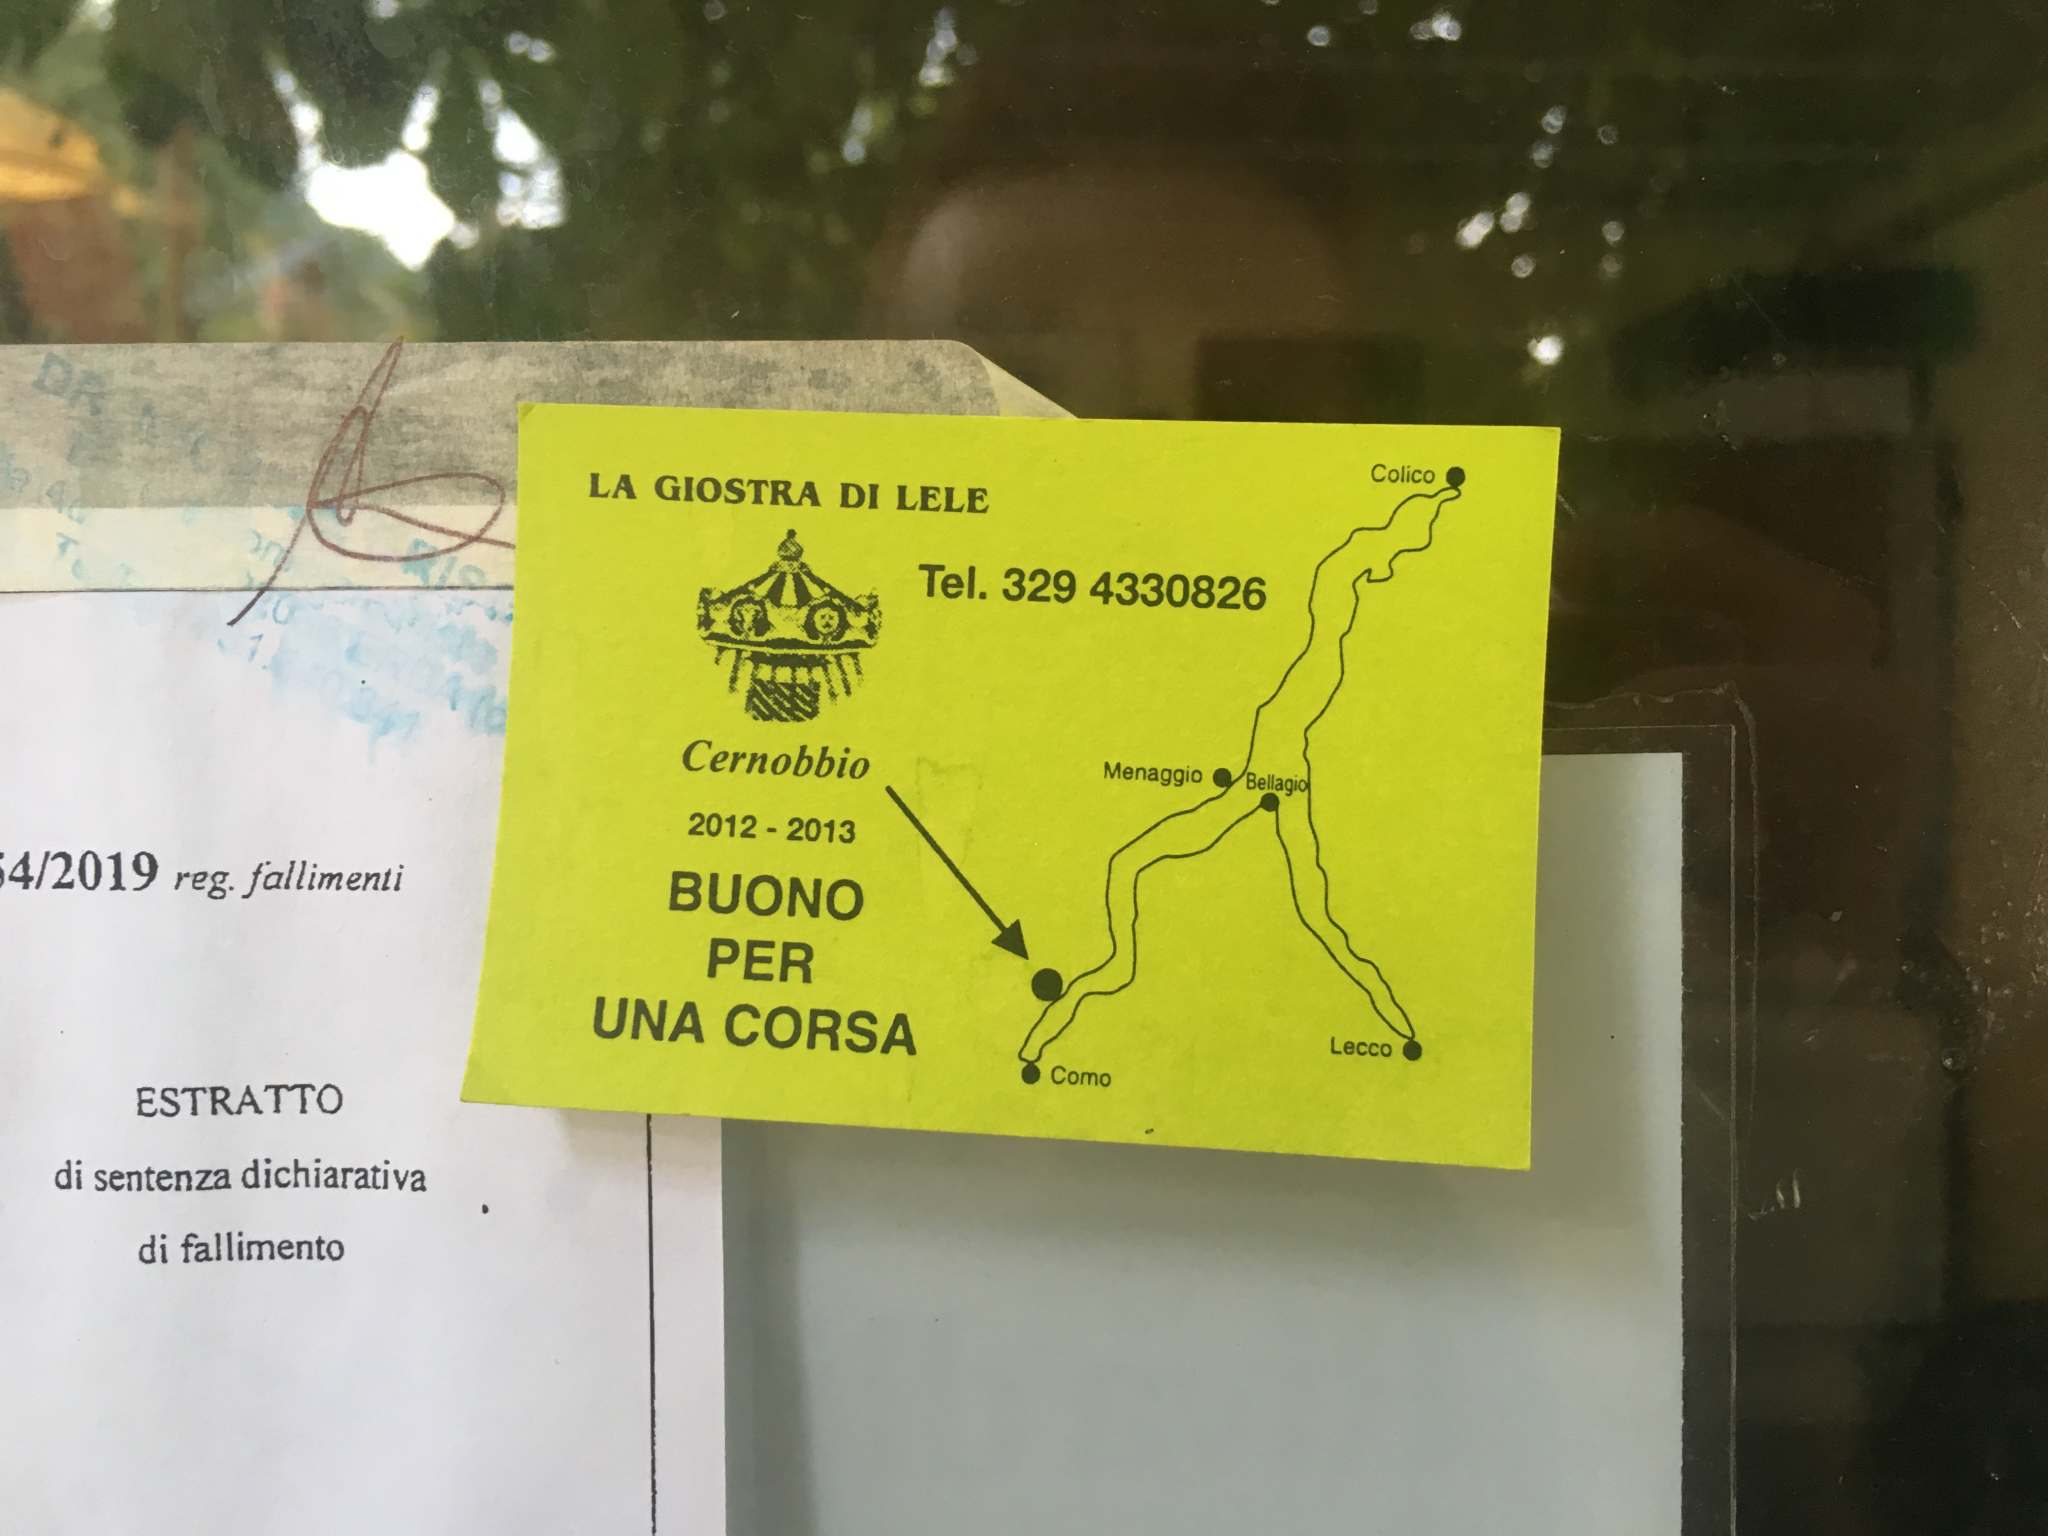 LA GIOSTRA DI LELE
Tel. 329 4330826
Cernobbio
2012 - 2013
BUONO
PER
UNA CORSA
Colico
Menaggio
Bellagio
Lecco
Como
4/2019 reg. fallimenti
ESTRATTO
di sentenza dichiarativa
di fallimento